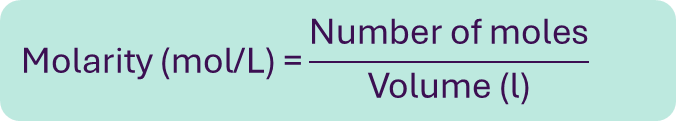 Molarity (mol/L) = Number of moles
Volume (l)